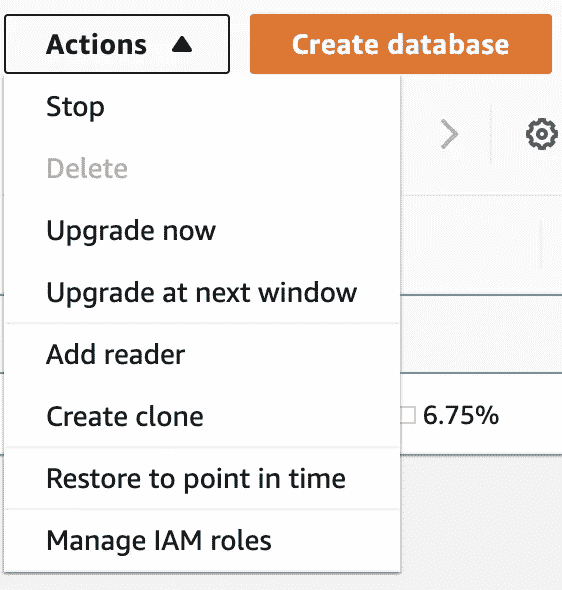 Actions
Create database
Stop
Delete
Upgrade now
Upgrade at next window
Add reader
Create clone
6.75%
Restore to point in time
Manage IAM roles